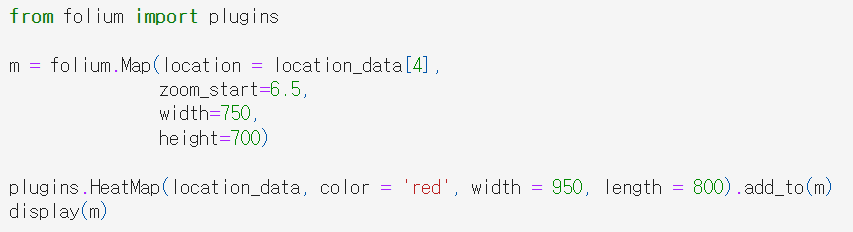 from folium import plugins
m = folium.Map(location = location_data[4],
zoom_start=6.5,
width=750,
height=700)
plugins.HeatMap(location_data, color = 'red', width = 950, length = 800).add_to(m)
display(m)